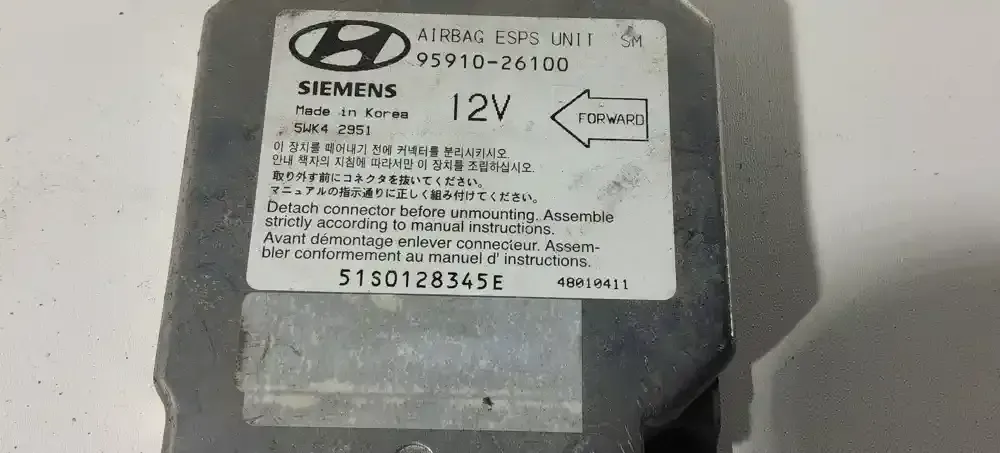 AIRBAG ESPS UNIT SM
95910-26100
SIEMENS
Made in Korea
5WK4 2951
12V
FORWARD
이 장치를 떼어내기 전에 커넥터를 분리시키시오.
안내 책자의 지침에 따라서만 이 장치를 조립하십시오.
取り外す前にコネクタを抜いてください。
マニュアルの指示通りに正しく組み付けてください。
Detach connector before unmounting. Assemble
strictly according to manual instructions.
Avant démontage enlever connecteur. Assem-
bler conformement au manuel d' instructions.
51S0128345E
48010411